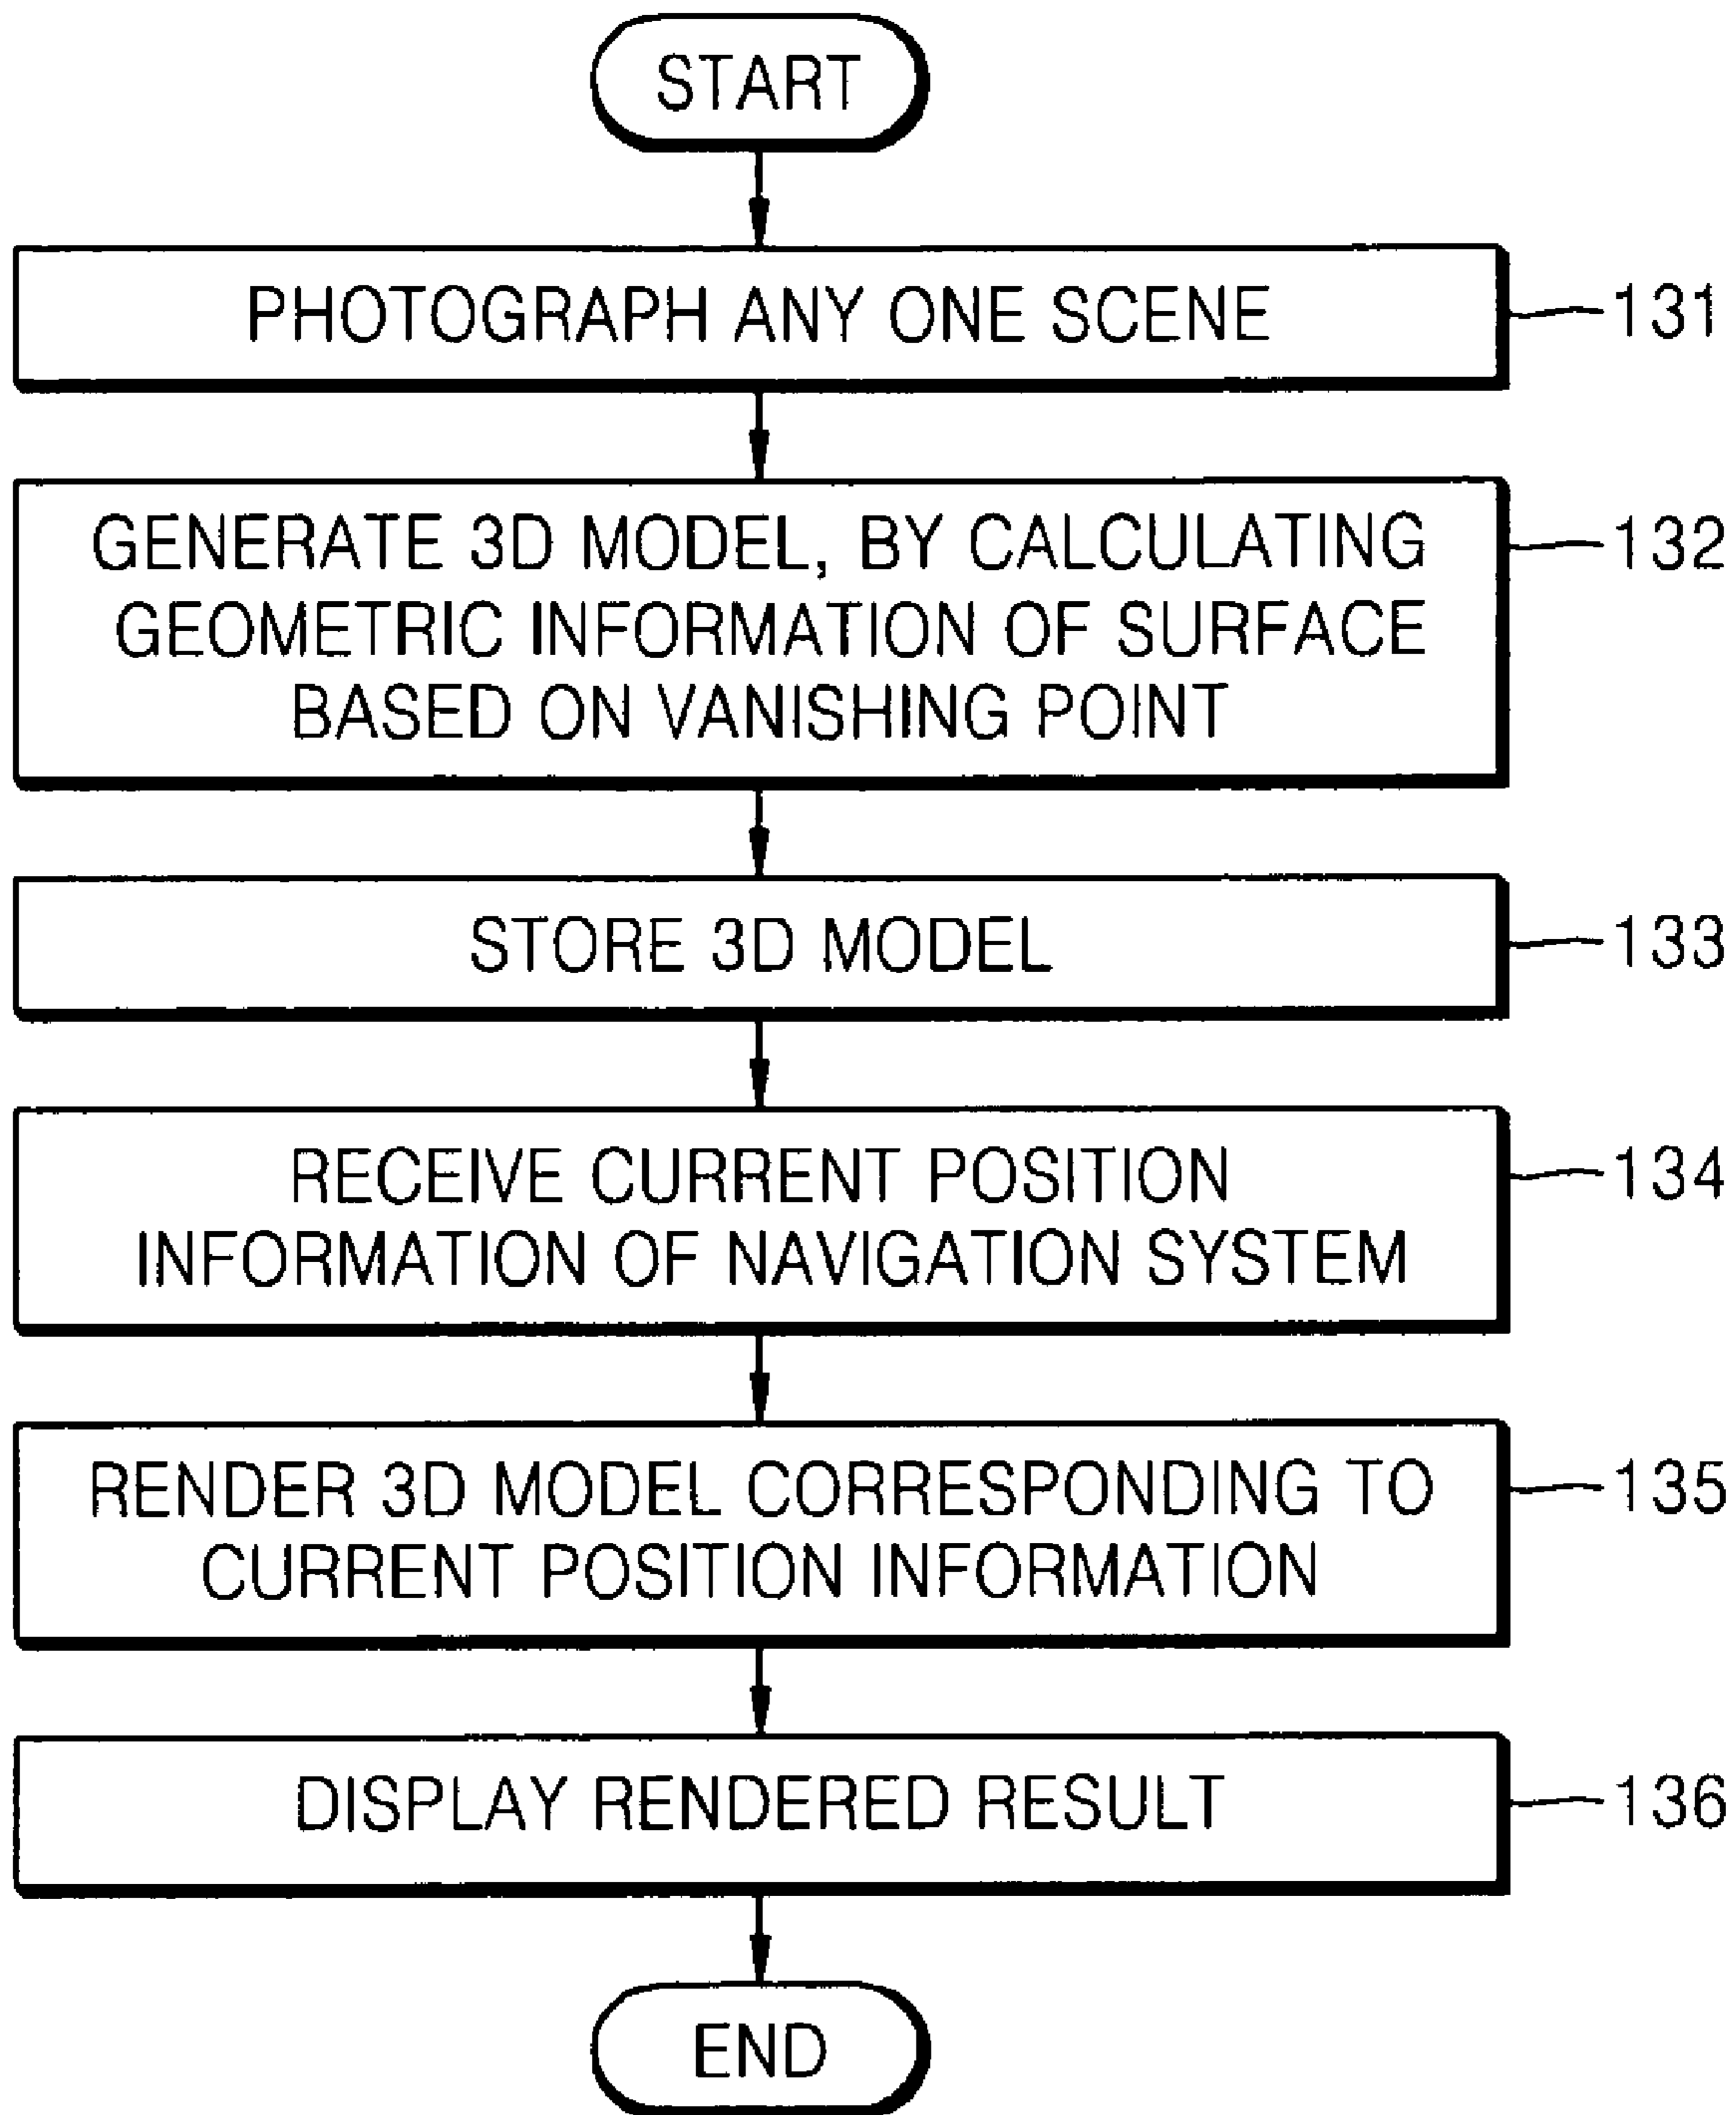 START
PHOTOGRAPH ANY ONE SCENE
131
GENERATE 3D MODEL, BY CALCULATING
GEOMETRIC INFORMATION OF SURFACE
BASED ON VANISHING POINT
132
STORE 3D MODEL
133
RECEIVE CURRENT POSITION
INFORMATION OF NAVIGATION SYSTEM
134
RENDER 3D MODEL CORRESPONDING TO
CURRENT POSITION INFORMATION
135
DISPLAY RENDERED RESULT
136
END